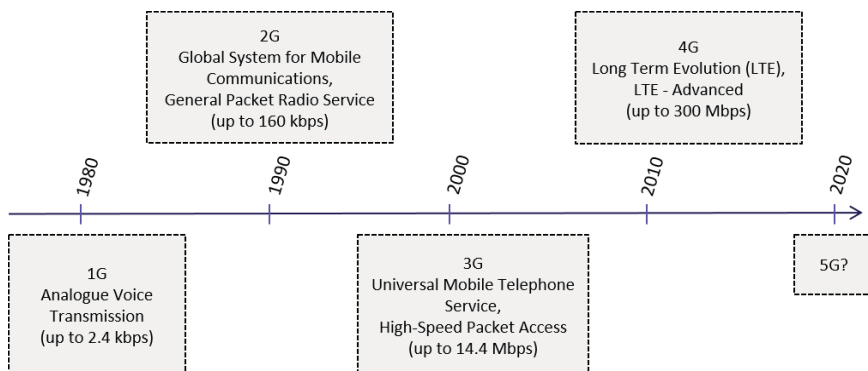 2G
Global System for Mobile
Communications,
General Packet Radio Service
(up to 160 kbps)
4G
Long Term Evolution (LTE),
LTE - Advanced
(up to 300 Mbps)
1980
1990
2000
2010
2020
1G
Analogue Voice
Transmission
(up to 2.4 kbps)
3G
Universal Mobile Telephone
Service,
High-Speed Packet Access
(up to 14.4 Mbps)
5G?